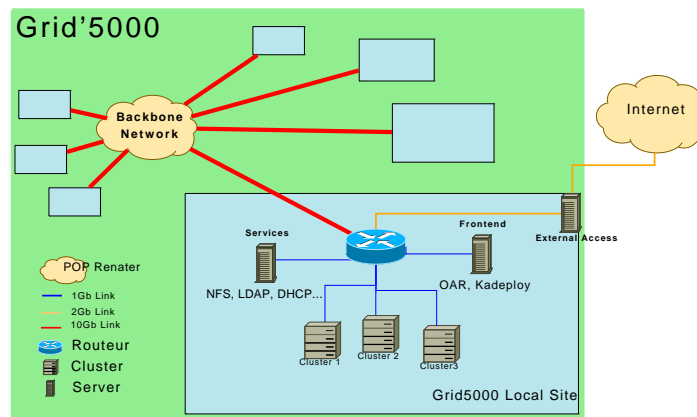 Grid'5000
Backbone
Network
Internet
Services
Frontend
External Access
NFS, LDAP, DHCP...
OAR, Kadeploy
Cluster 1
Cluster 2
Cluster3
Grid5000 Local Site
POP Renater
1Gb Link
2Gb Link
10Gb Link
Routeur
Cluster
Server